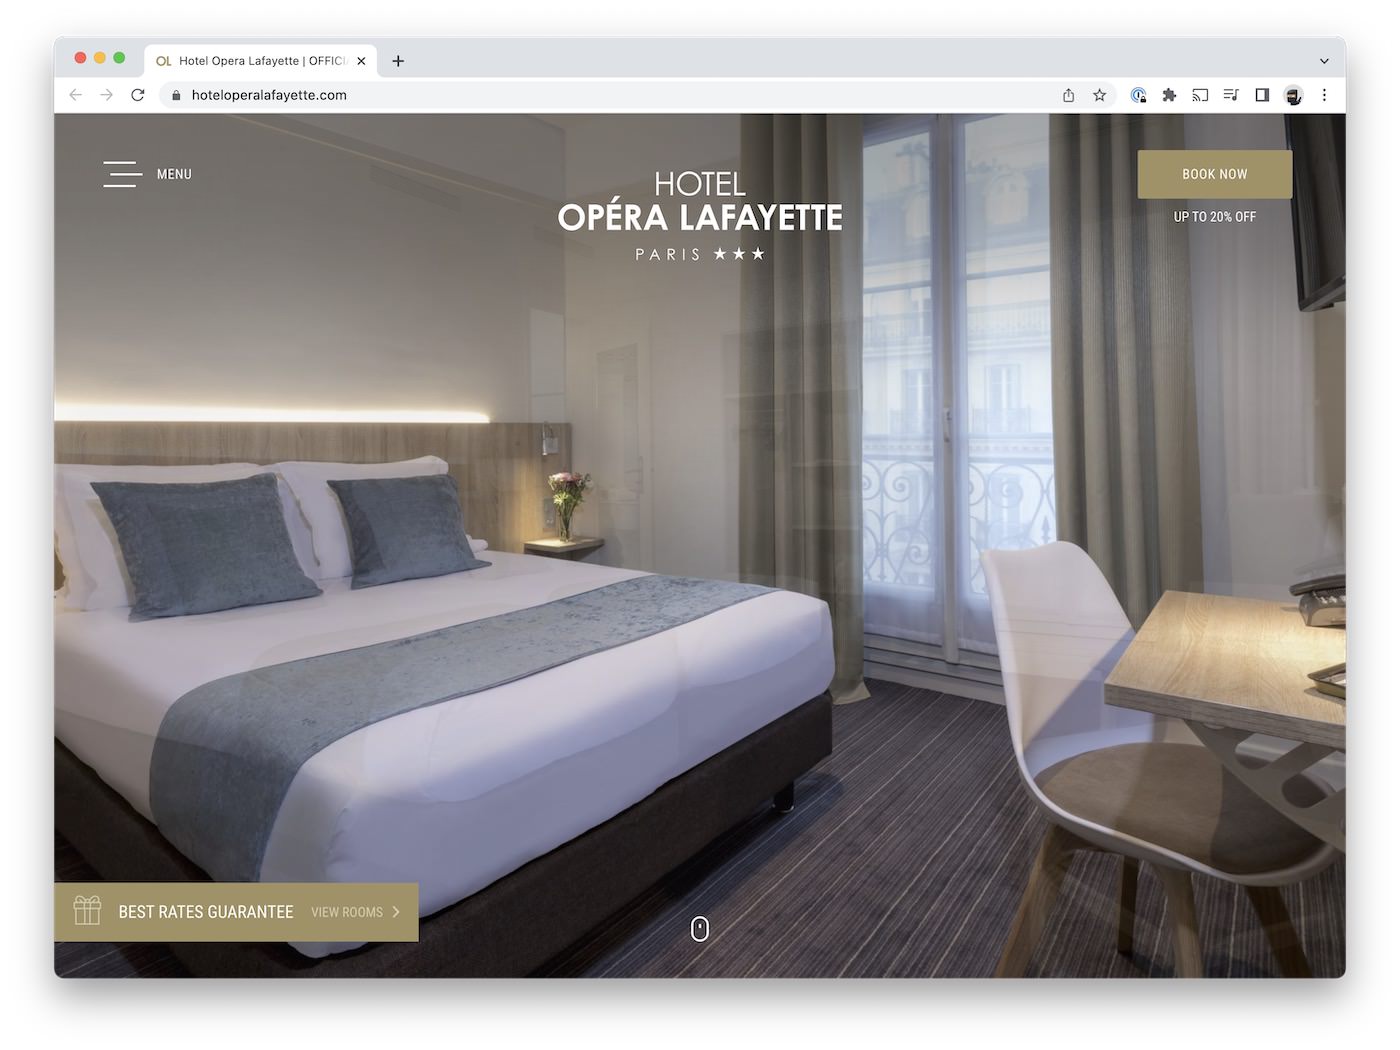 OL Hotel Opera Lafayette | OFFICI
hoteloperalafayette.com
MENU
HOTEL
OPÉRA LAFAYETTE
PARIS ★★★
BOOK NOW
UP TO 20% OFF
BEST RATES GUARANTEE VIEW ROOMS